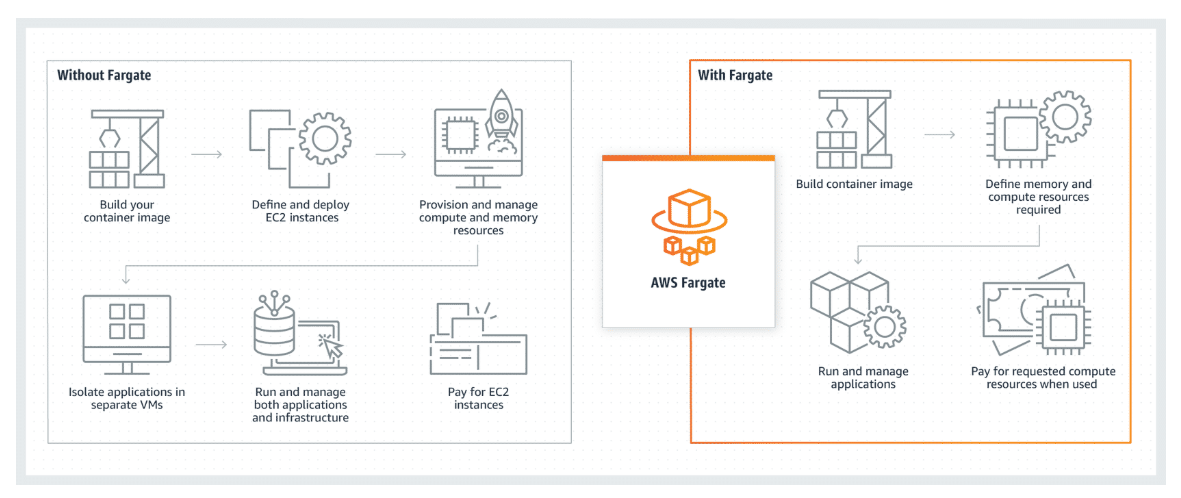 Without Fargate
Build your
container image
Define and deploy
EC2 instances
Provision and manage
compute and memory
resources
Isolate applications in
separate VMs
Run and manage
both applications
and infrastructure
Pay for EC2
instances
AWS Fargate
With Fargate
Build container image
Define memory and
compute resources
required
Run and manage
applications
Pay for requested compute
resources when used